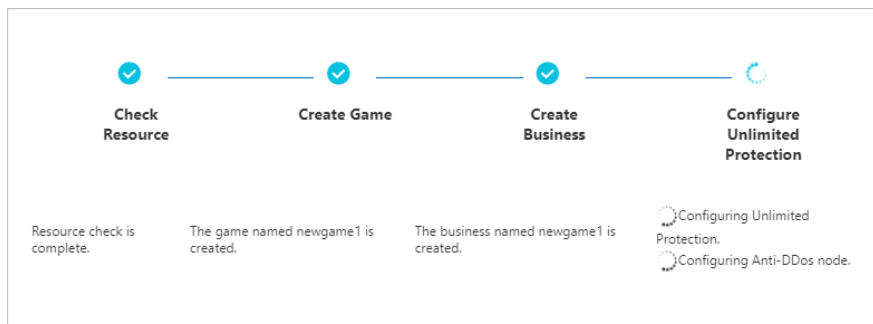 Check
Resource
Create Game
Create
Business
Configure
Unlimited
Protection
Resource check is
complete.
The game named newgame1 is
created.
The business named newgame1 is
created.
Configuring Unlimited
Protection.
Configuring Anti-DDos node.